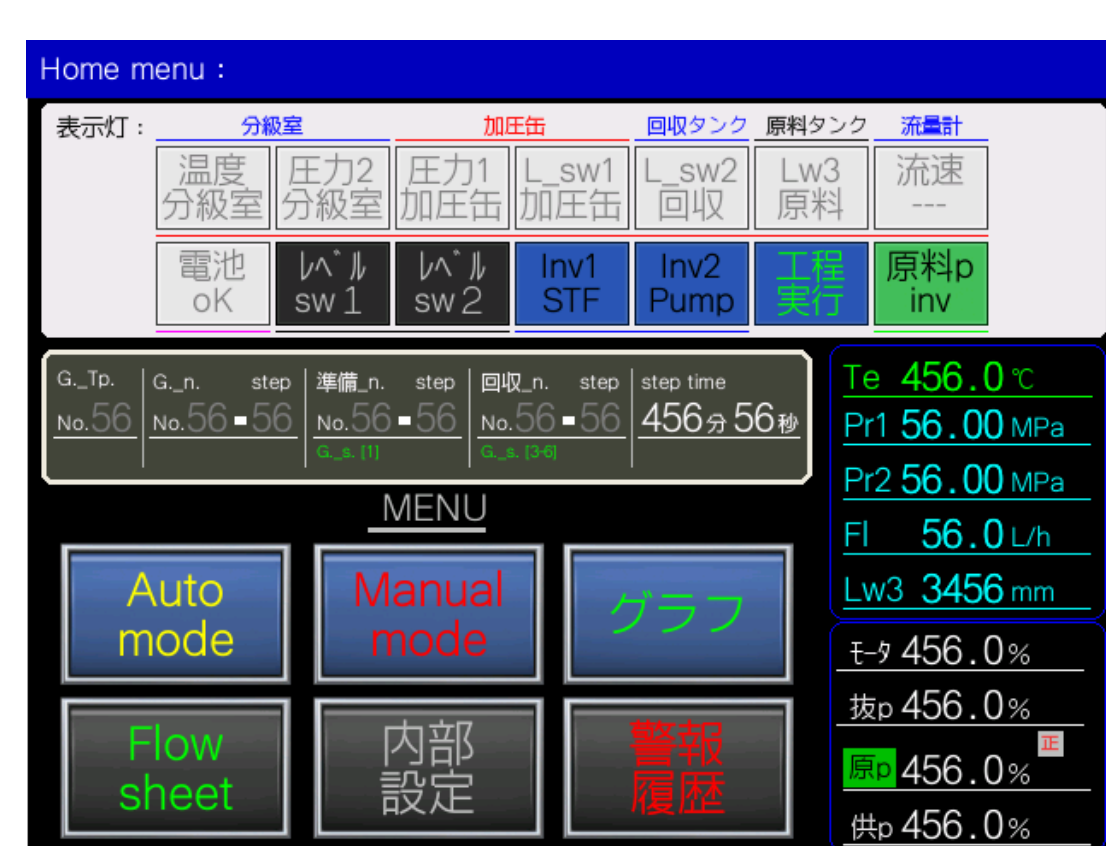 Home menu :
表示灯 : 分級室 加圧缶 回収タンク 原料タンク 流量計
温度 圧力2 圧力1 L_sw1 L_sw2 Lw3 流速
分級室 分級室 加圧缶 加圧缶 回収 原料 ---
電池 ﾚﾍﾞﾙ ﾚﾍﾞﾙ Inv1 Inv2 工程 原料p
oK sw 1 sw 2 STF Pump 実行 inv
G._Tp. G._n. step 準備_n. step 回収_n. step step time
No.56 No.56-56 No.56-56 No.56-56 456分56秒
G._s. [1] G._s. [3-6]
Te 456.0 ℃
Pr1 56.00 MPa
Pr2 56.00 MPa
Fl 56.0 L/h
Lw3 3456 mm
MENU
Auto
mode
Manual
mode
グラフ
Flow
sheet
内部
設定
警報
履歴
ﾓｰﾀ 456.0%
抜p 456.0%
正
原p 456.0%
供p 456.0%